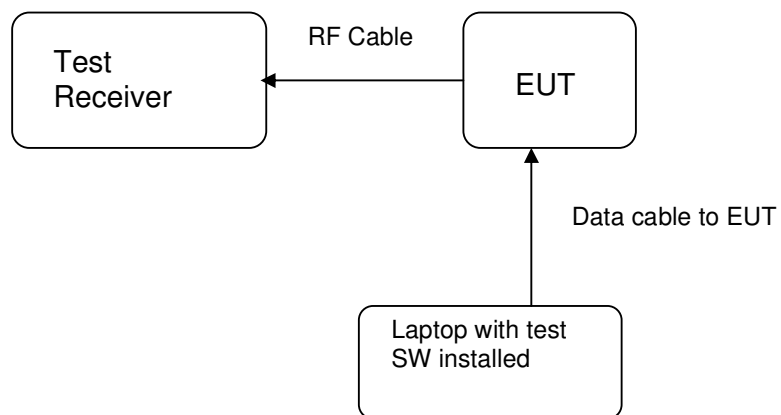 RF Cable
Test
Receiver
EUT
Data cable to EUT
Laptop with test
SW installed